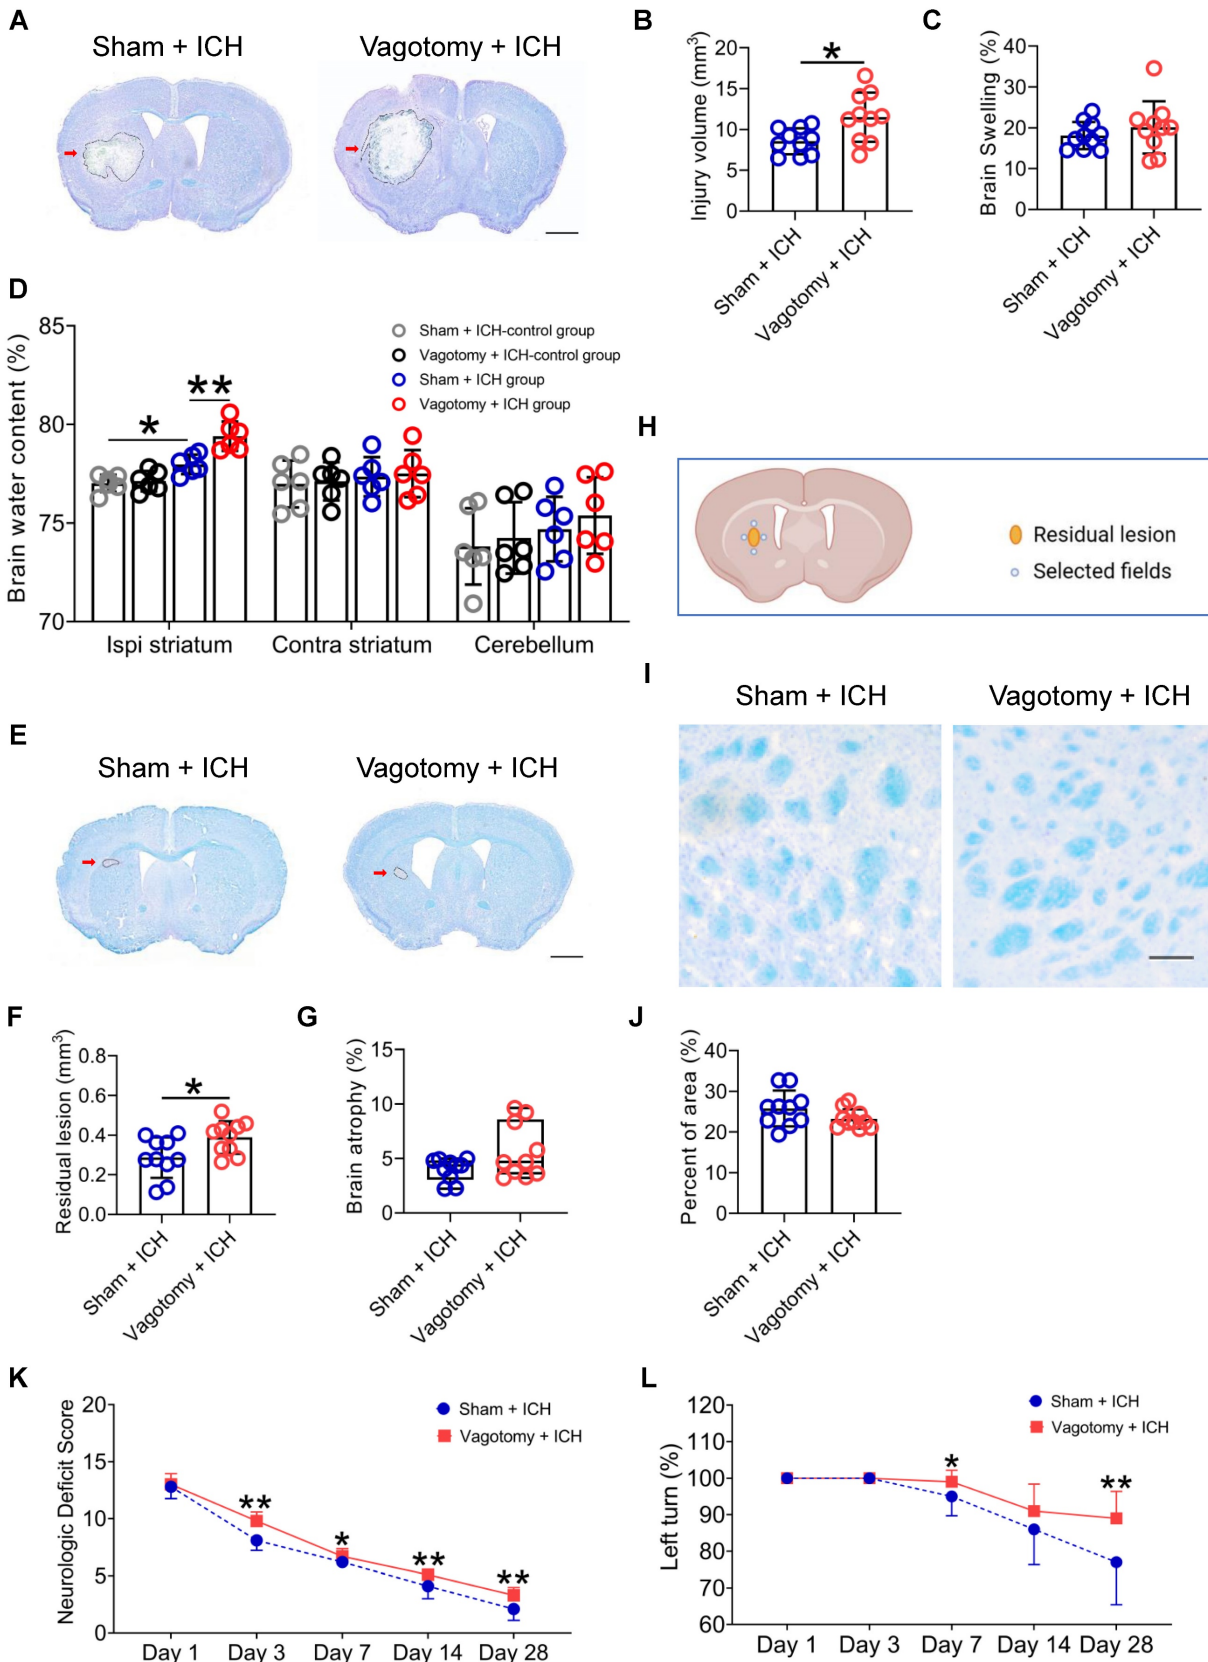 A
Sham + ICH
Vagotomy + ICH
B
Injury volume (mm³)
20
15
10
5
0
*
Sham + ICH
Vagotomy + ICH
C
Brain Swelling (%)
40
30
20
10
0
Sham + ICH
Vagotomy + ICH
D
Brain water content (%)
85
80
75
70
*
**
Sham + ICH-control group
Vagotomy + ICH-control group
Sham + ICH group
Vagotomy + ICH group
Ispi striatum
Contra striatum
Cerebellum
H
Residual lesion
Selected fields
E
Sham + ICH
Vagotomy + ICH
I
Sham + ICH
Vagotomy + ICH
F
Residual lesion (mm³)
0.8
0.6
0.4
0.2
0.0
*
Sham + ICH
Vagotomy + ICH
G
Brain atrophy (%)
15
10
5
0
Sham + ICH
Vagotomy + ICH
J
Percent of area (%)
40
30
20
10
0
Sham + ICH
Vagotomy + ICH
K
Neurologic Deficit Score
20
15
10
5
0
Sham + ICH
Vagotomy + ICH
**
*
**
**
Day 1
Day 3
Day 7
Day 14
Day 28
L
Left turn (%)
120
110
100
90
80
70
60
Sham + ICH
Vagotomy + ICH
*
**
Day 1
Day 3
Day 7
Day 14
Day 28